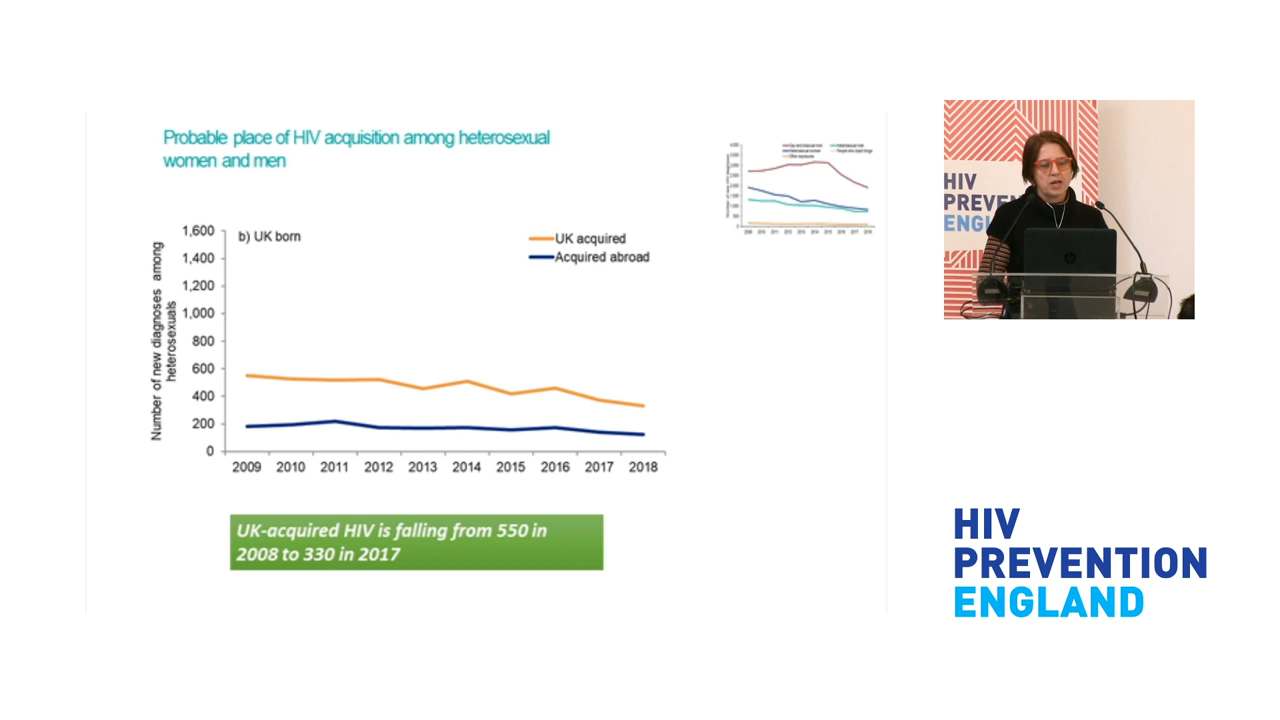 Probable place of HIV acquisition among heterosexual
women and men
Number of new diagnoses among
heterosexuals
1,600
1,400
1,200
1,000
800
600
400
200
0
b) UK born
UK acquired
Acquired abroad
2009 2010 2011 2012 2013 2014 2015 2016 2017 2018
UK-acquired HIV is falling from 550 in
2008 to 330 in 2017
HIV
PREVEN
ENGL
HIV
PREVENTION
ENGLAND